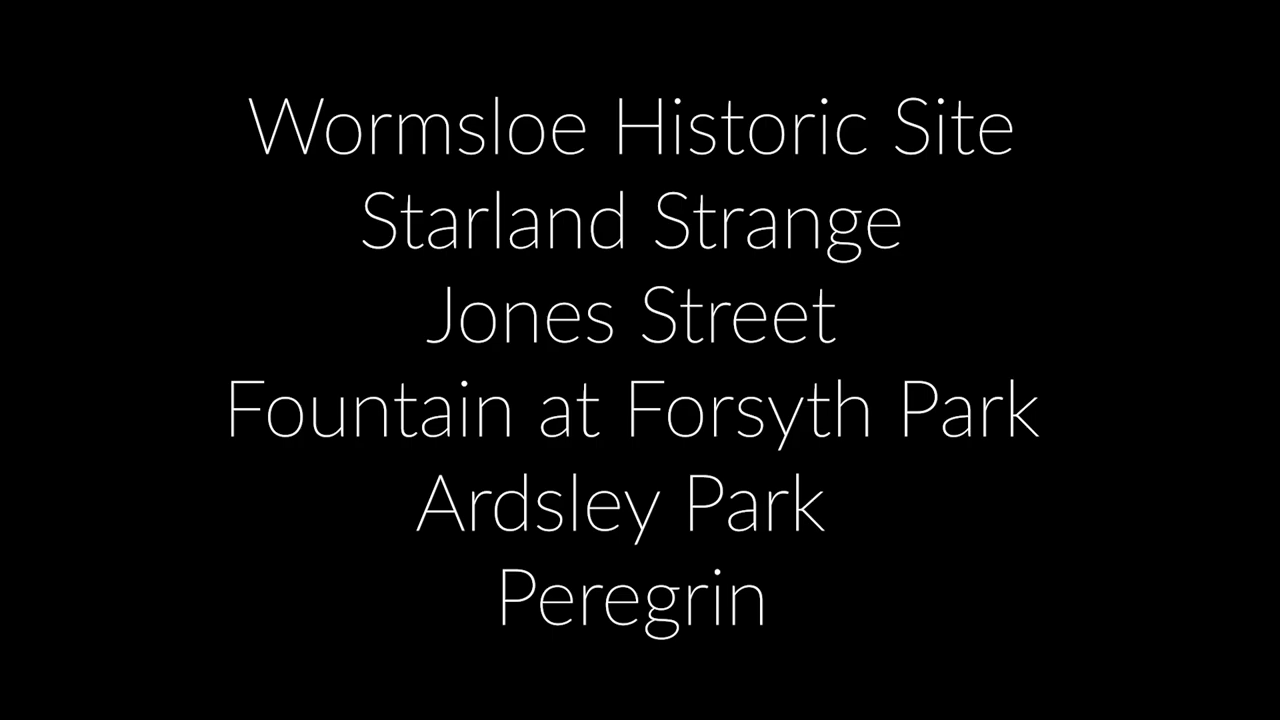 Wormsloe Historic Site
Starland Strange
Jones Street
Fountain at Forsyth Park
Ardsley Park
Peregrin